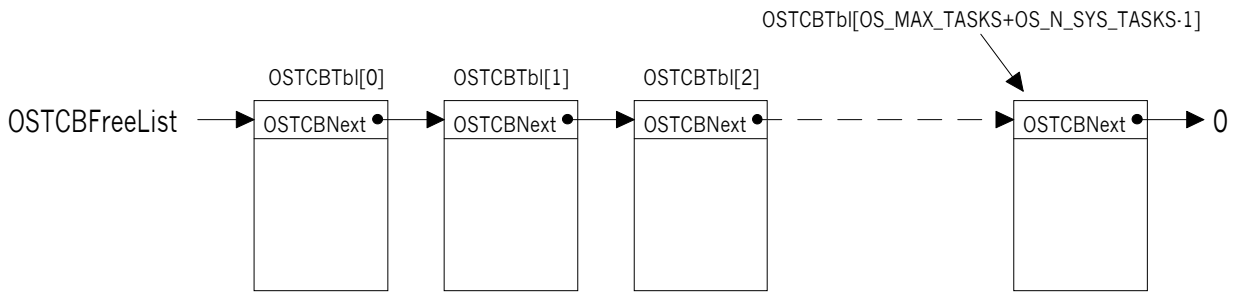 OSTCBTbl[OS_MAX_TASKS+OS_N_SYS_TASKS-1]
OSTCBTbl[0] OSTCBTbl[1] OSTCBTbl[2]
OSTCBFreeList OSTCBNext OSTCBNext OSTCBNext OSTCBNext 0